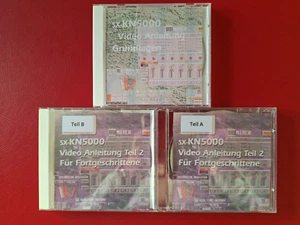 SX-KN5000
Video Anleitung
Grundlagen
Teil B
SX-KN5000
Video Anleitung Teil 2
Für Fortgeschrittene
Teil A
SX-KN5000
Video Anleitung Teil 2
Für Fortgeschrittene